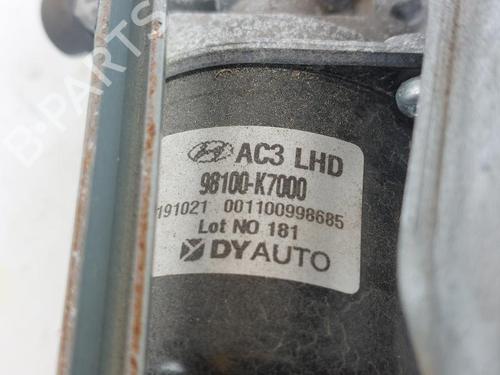 AC3 LHD
98100-K7000
191021 001100998685
Lot NO 181
DYAUTO
B-PARTS